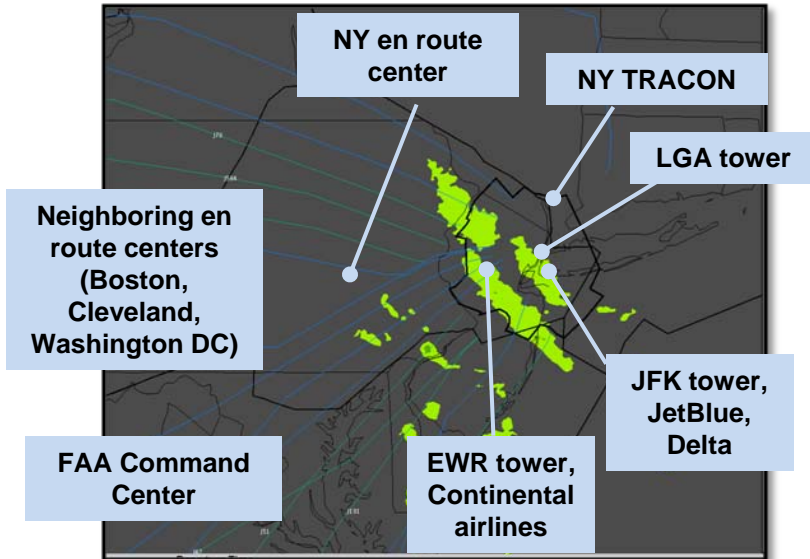 NY en route
center
NY TRACON
LGA tower
Neighboring en
route centers
(Boston,
Cleveland,
Washington DC)
JFK tower,
JetBlue,
Delta
FAA Command
Center
EWR tower,
Continental
airlines